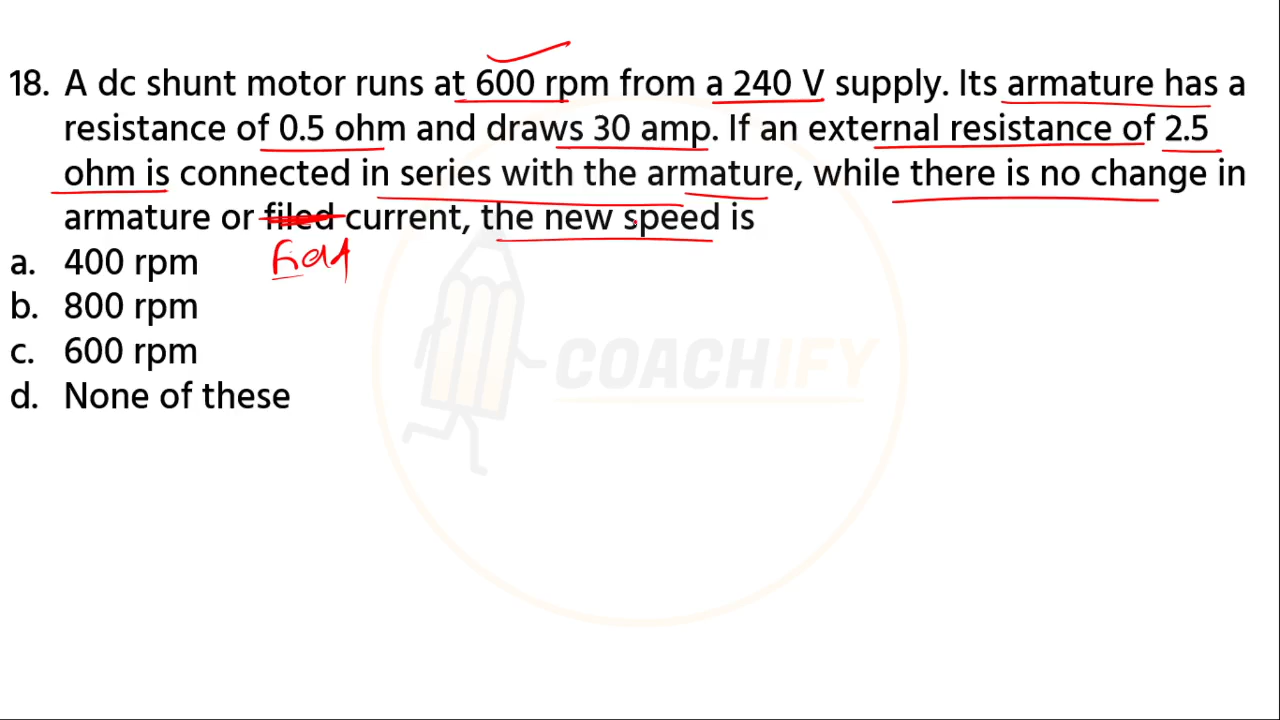 18. A dc shunt motor runs at 600 rpm from a 240 V supply. Its armature has a
resistance of 0.5 ohm and draws 30 amp. If an external resistance of 2.5
ohm is connected in series with the armature, while there is no change in
armature or filed current, the new speed is
Field
a. 400 rpm
b. 800 rpm
c. 600 rpm
d. None of these
COACHIFY